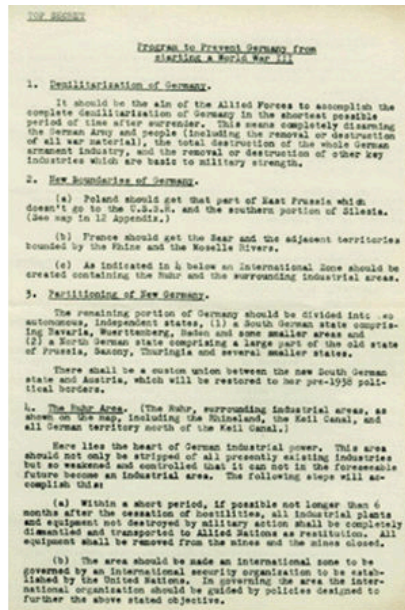 TOP SECRET
Program to Prevent Germany from
starting a World War III
1. Demilitarization of Germany.
It should be the aim of the Allied Forces to accomplish the
complete demilitarization of Germany in the shortest possible
period of time after surrender. This means completely disarming
the German Army and people (including the removal or destruction
of all war material), the total destruction of the whole German
armament industry, and the removal or destruction of other key
industries which are basic to military strength.
2. New Boundaries of Germany.
(a) Poland should get that part of East Prussia which
doesn't go to the U.S.S.R. and the southern portion of Silesia.
(See map in 12 Appendix.)
(b) France should get the Saar and the adjacent territories
bounded by the Rhine and the Moselle Rivers.
(c) As indicated in 4 below an International Zone should be
created containing the Ruhr and the surrounding industrial areas.
3. Partitioning of New Germany.
The remaining portion of Germany should be divided into
autonomous, independent states, (1) a South German state compris-
ing Bavaria, Wuerttemberg, Baden and some smaller areas and
(2) a North German state comprising a large part of the old state
of Prussia, Saxony, Thuringia and several smaller states.
There shall be a custom union between the new South German
state and Austria, which will be restored to her pre-1938 poli-
tical borders.
4. The Ruhr Area. (The Ruhr, surrounding industrial areas, as
shown on the map, including the Rhineland, the Keil Canal, and
all German territory north of the Keil Canal.)
Here lies the heart of German industrial power. This area
should not only be stripped of all presently existing industries
but so weakened and controlled that it can not in the foreseeable
future become an industrial area. The following steps will ac-
complish this:
(a) Within a short period, if possible not longer than 6
months after the cessation of hostilities, all industrial plants
and equipment not destroyed by military action shall be completely
dismantled and transported to Allied Nations as restitution. All
equipment shall be removed from the mines and the mines closed.
(b) The area should be made an international zone to be
governed by an international security organization to be estab-
lished by the United Nations. In governing the area the inter-
national organization should be guided by policies designed to
further the above stated objective.